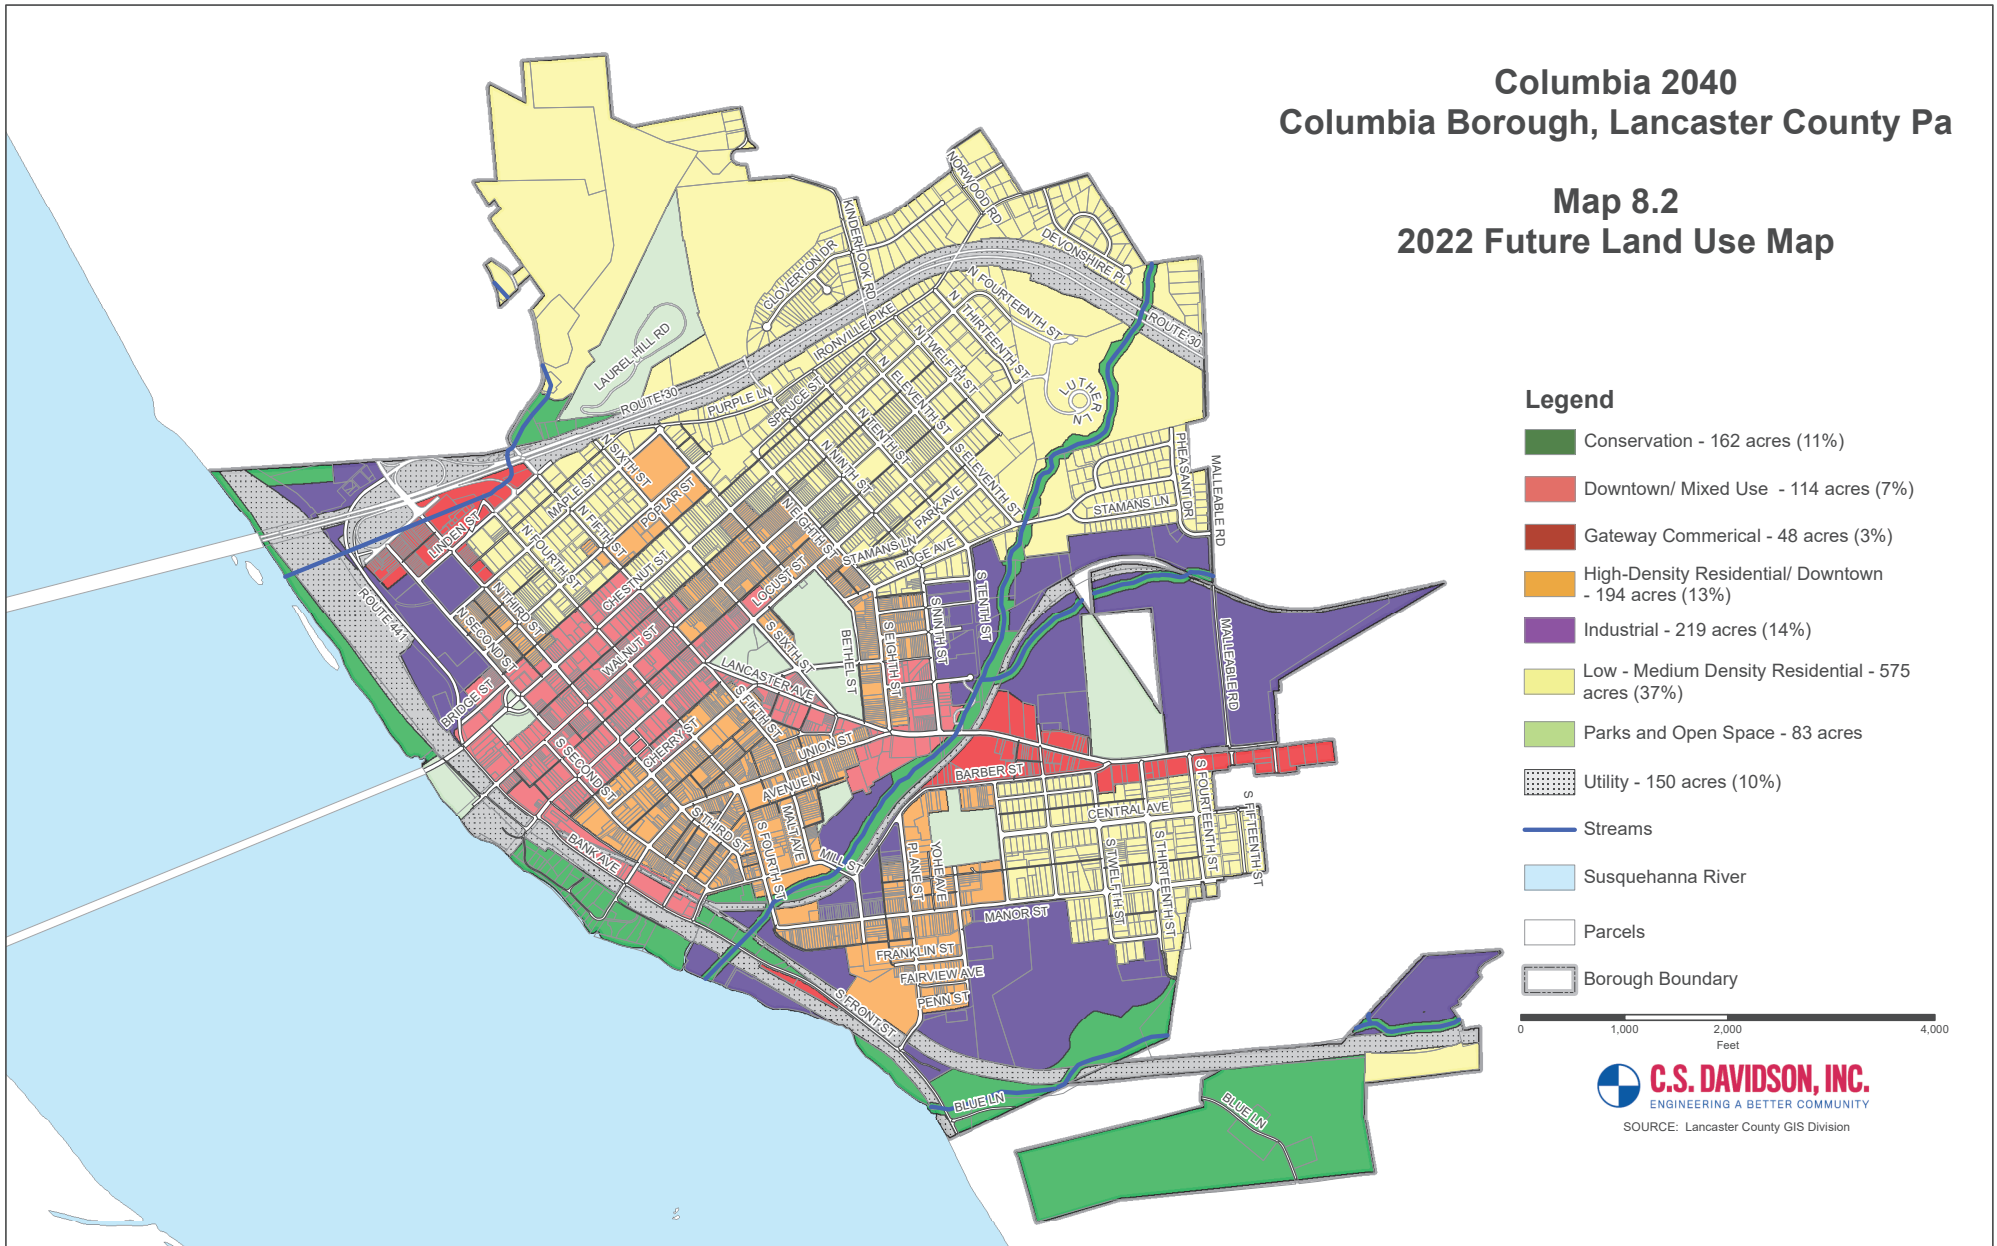 Columbia 2040
Columbia Borough, Lancaster County Pa
Map 8.2
2022 Future Land Use Map
NORWOOD RD
KINDERHOOK RD
DEVONSHIRE PL
CLOVERTON DR
N FOURTEENTH ST
N THIRTEENTH ST
ROUTE 30
IRONVILLE PIKE
N TWELFTH ST
LAUREL HILL RD
N ELEVENTH ST
LUTHER LN
ROUTE 30
PURPLE LN
SPRUCE ST
N TENTH ST
N SIXTH ST
N NINTH ST
S ELEVENTH ST
PHEASANT DR
MALLEABLE RD
MAPLE ST
POPLAR ST
N FIFTH ST
PARK AVE
STAMANS LN
LINDEN ST
N EIGHTH ST
N FOURTH ST
STAMANS LN
RIDGE AVE
CHESTNUT ST
LOCUST ST
N THIRD ST
ROUTE 441
N SECOND ST
S TENTH ST
S NINTH ST
S EIGHTH ST
S SIXTH ST
BETHEL ST
WALNUT ST
MALLEABLE RD
LANCASTER AVE
BRIDGE ST
S FIFTH ST
CHERRY ST
UNION ST
S SECOND ST
AVENUE N
BARBER ST
S FOURTEENTH ST
S FIFTEENTH ST
CENTRAL AVE
S THIRD ST
MALT AVE
S FOURTH ST
BANK AVE
MILL ST
PLANE ST
YOHE AVE
S TWELFTH ST
S THIRTEENTH ST
MANOR ST
FRANKLIN ST
FAIRVIEW AVE
PENN ST
S FRONT ST
BLUE LN
BLUE LN
Legend
Conservation - 162 acres (11%)
Downtown/ Mixed Use  - 114 acres (7%)
Gateway Commerical - 48 acres (3%)
High-Density Residential/ Downtown
- 194 acres (13%)
Industrial - 219 acres (14%)
Low - Medium Density Residential - 575
acres (37%)
Parks and Open Space - 83 acres
Utility - 150 acres (10%)
Streams
Susquehanna River
Parcels
Borough Boundary
0 1,000 2,000 4,000
Feet
C.S. DAVIDSON, INC.
ENGINEERING A BETTER COMMUNITY
SOURCE:  Lancaster County GIS Division